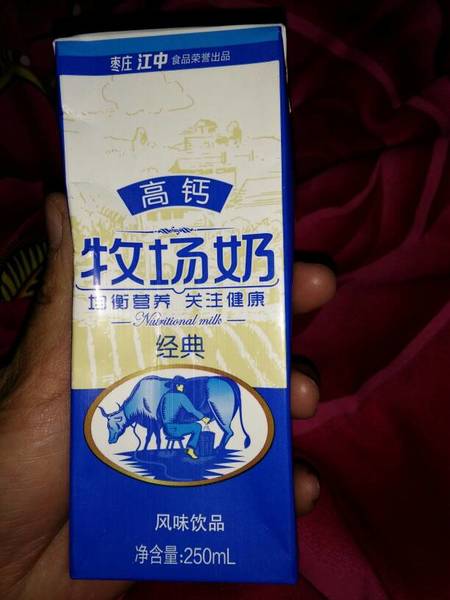 枣庄 江中 食品荣誉出品
高钙
牧场奶
均衡营养 关注健康
Nutritional milk
经典
风味饮品
净含量:250mL